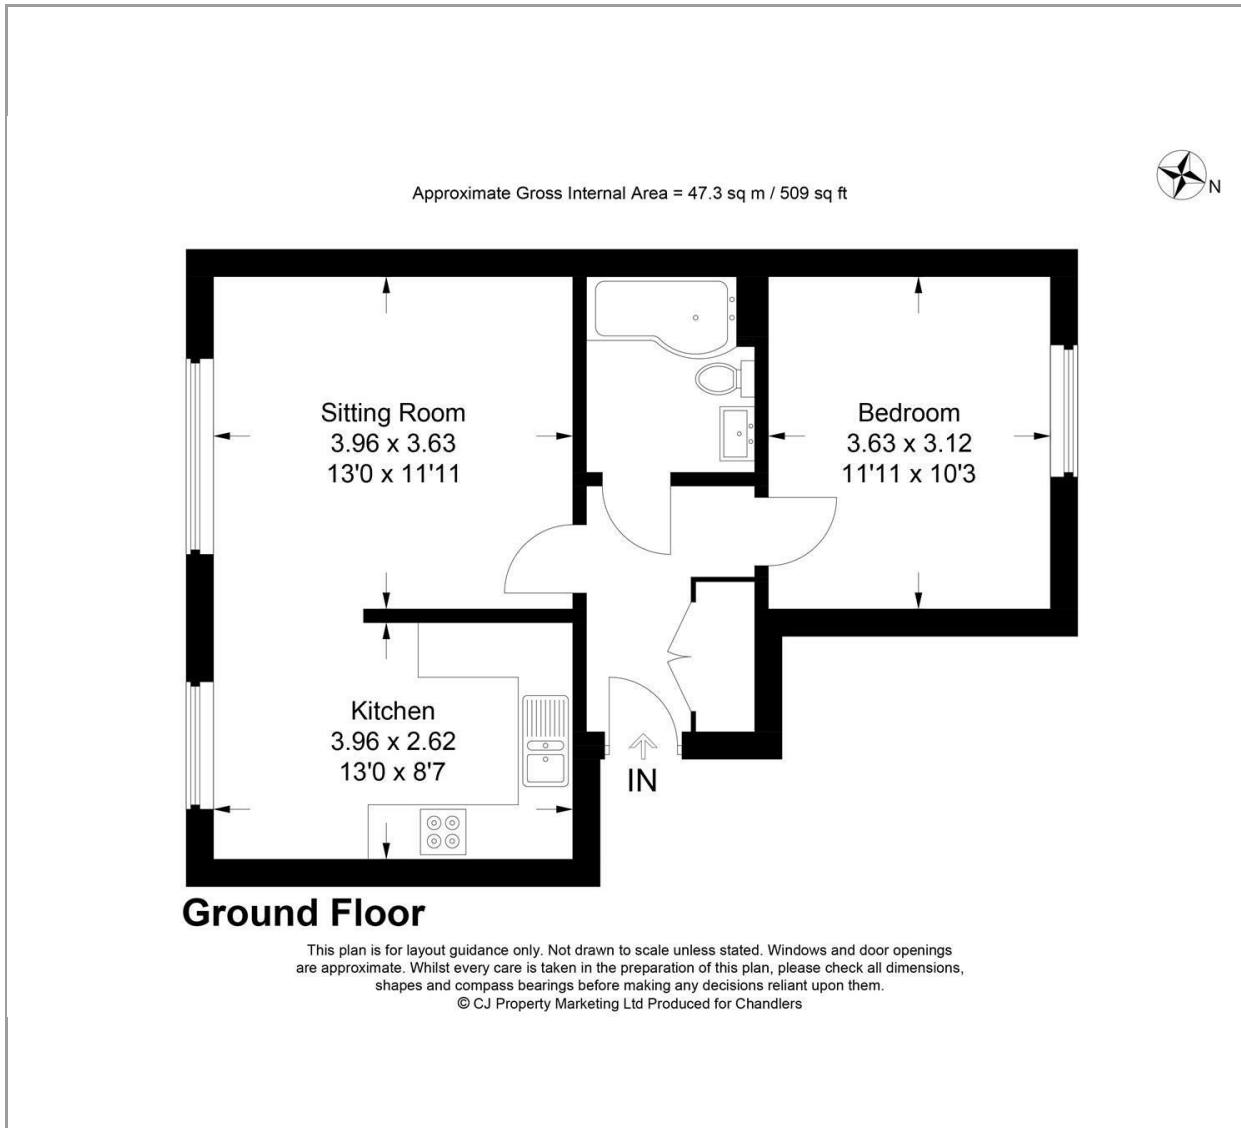 Approximate Gross Internal Area = 47.3 sq m / 509 sq ft
N
Sitting Room
3.96 x 3.63
13'0 x 11'11
Bedroom
3.63 x 3.12
11'11 x 10'3
Kitchen
3.96 x 2.62
13'0 x 8'7
IN
Ground Floor
This plan is for layout guidance only. Not drawn to scale unless stated. Windows and door openings
are approximate. Whilst every care is taken in the preparation of this plan, please check all dimensions,
shapes and compass bearings before making any decisions reliant upon them.
© CJ Property Marketing Ltd Produced for Chandlers